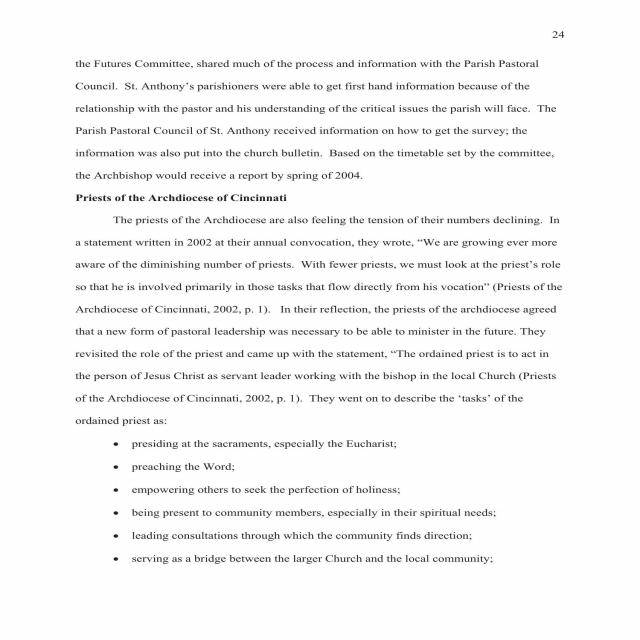 24
the Futures Committee, shared much of the process and information with the Parish Pastoral
Council.  St. Anthony’s parishioners were able to get first hand information because of the
relationship with the pastor and his understanding of the critical issues the parish will face.  The
Parish Pastoral Council of St. Anthony received information on how to get the survey; the
information was also put into the church bulletin.  Based on the timetable set by the committee,
the Archbishop would receive a report by spring of 2004.
Priests of the Archdiocese of Cincinnati
The priests of the Archdiocese are also feeling the tension of their numbers declining.  In
a statement written in 2002 at their annual convocation, they wrote, “We are growing ever more
aware of the diminishing number of priests.  With fewer priests, we must look at the priest’s role
so that he is involved primarily in those tasks that flow directly from his vocation” (Priests of the
Archdiocese of Cincinnati, 2002, p. 1).   In their reflection, the priests of the archdiocese agreed
that a new form of pastoral leadership was necessary to be able to minister in the future. They
revisited the role of the priest and came up with the statement, “The ordained priest is to act in
the person of Jesus Christ as servant leader working with the bishop in the local Church (Priests
of the Archdiocese of Cincinnati, 2002, p. 1).  They went on to describe the ‘tasks’ of the
ordained priest as:
• presiding at the sacraments, especially the Eucharist;
• preaching the Word;
• empowering others to seek the perfection of holiness;
• being present to community members, especially in their spiritual needs;
• leading consultations through which the community finds direction;
• serving as a bridge between the larger Church and the local community;